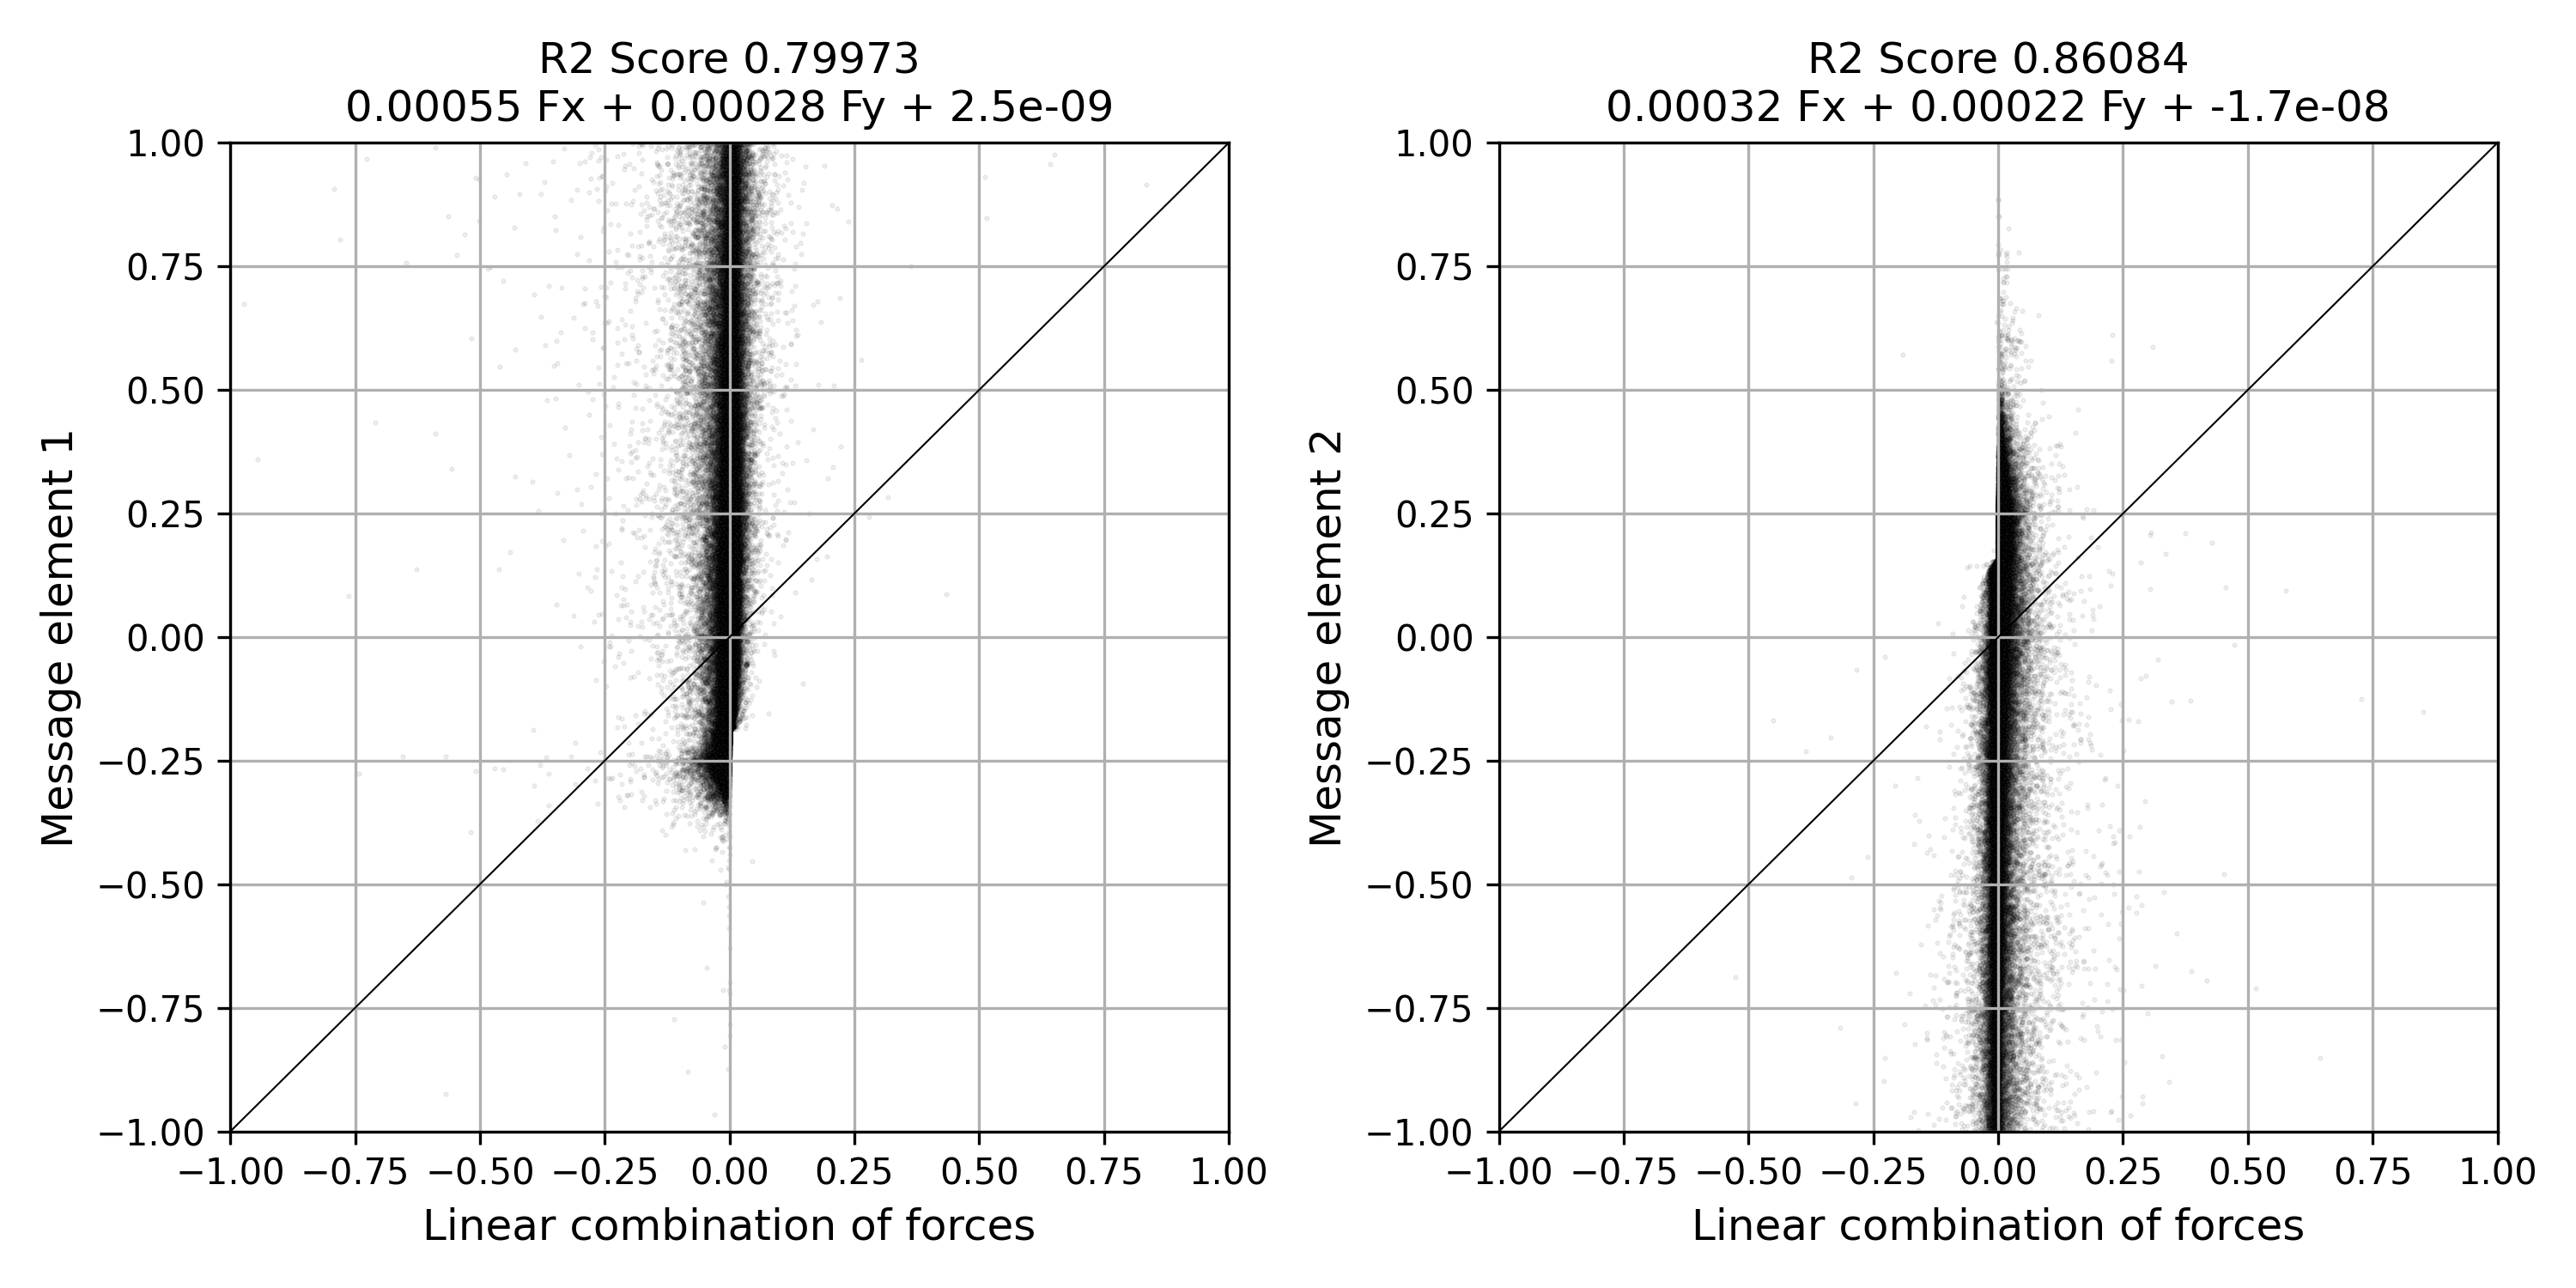 R2 Score 0.79973
0.00055 Fx + 0.00028 Fy + 2.5e-09
1.00
0.75
0.50
0.25
0.00
−0.25
−0.50
−0.75
−1.00
Message element 1
−1.00 −0.75 −0.50 −0.25 0.00 0.25 0.50 0.75 1.00
Linear combination of forces
R2 Score 0.86084
0.00032 Fx + 0.00022 Fy + -1.7e-08
1.00
0.75
0.50
0.25
0.00
−0.25
−0.50
−0.75
−1.00
Message element 2
−1.00 −0.75 −0.50 −0.25 0.00 0.25 0.50 0.75 1.00
Linear combination of forces